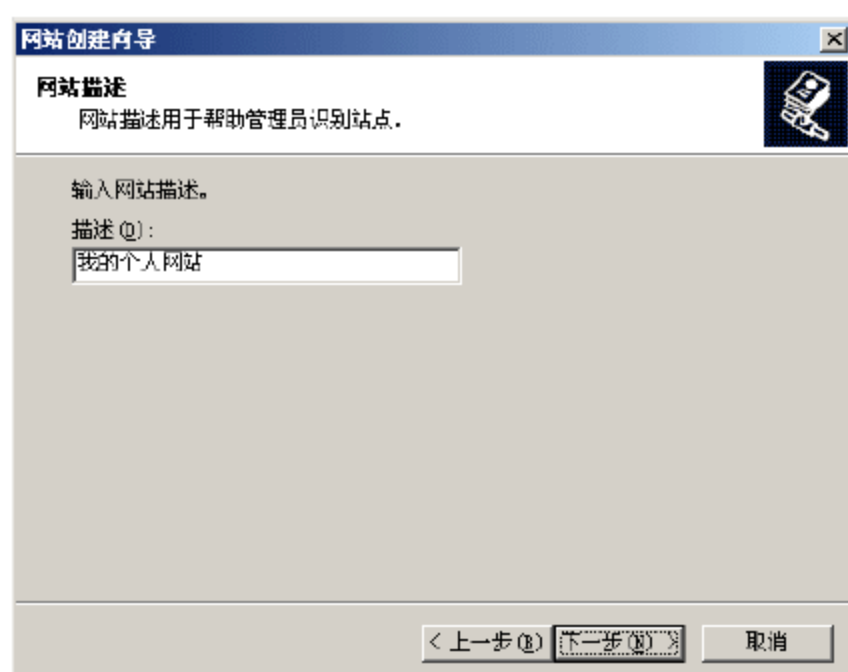 网站创建向导
网站描述
网站描述用于帮助管理员识别站点.
输入网站描述。
描述(D):
我的个人网站
< 上一步(B) 下一步(N) > 取消